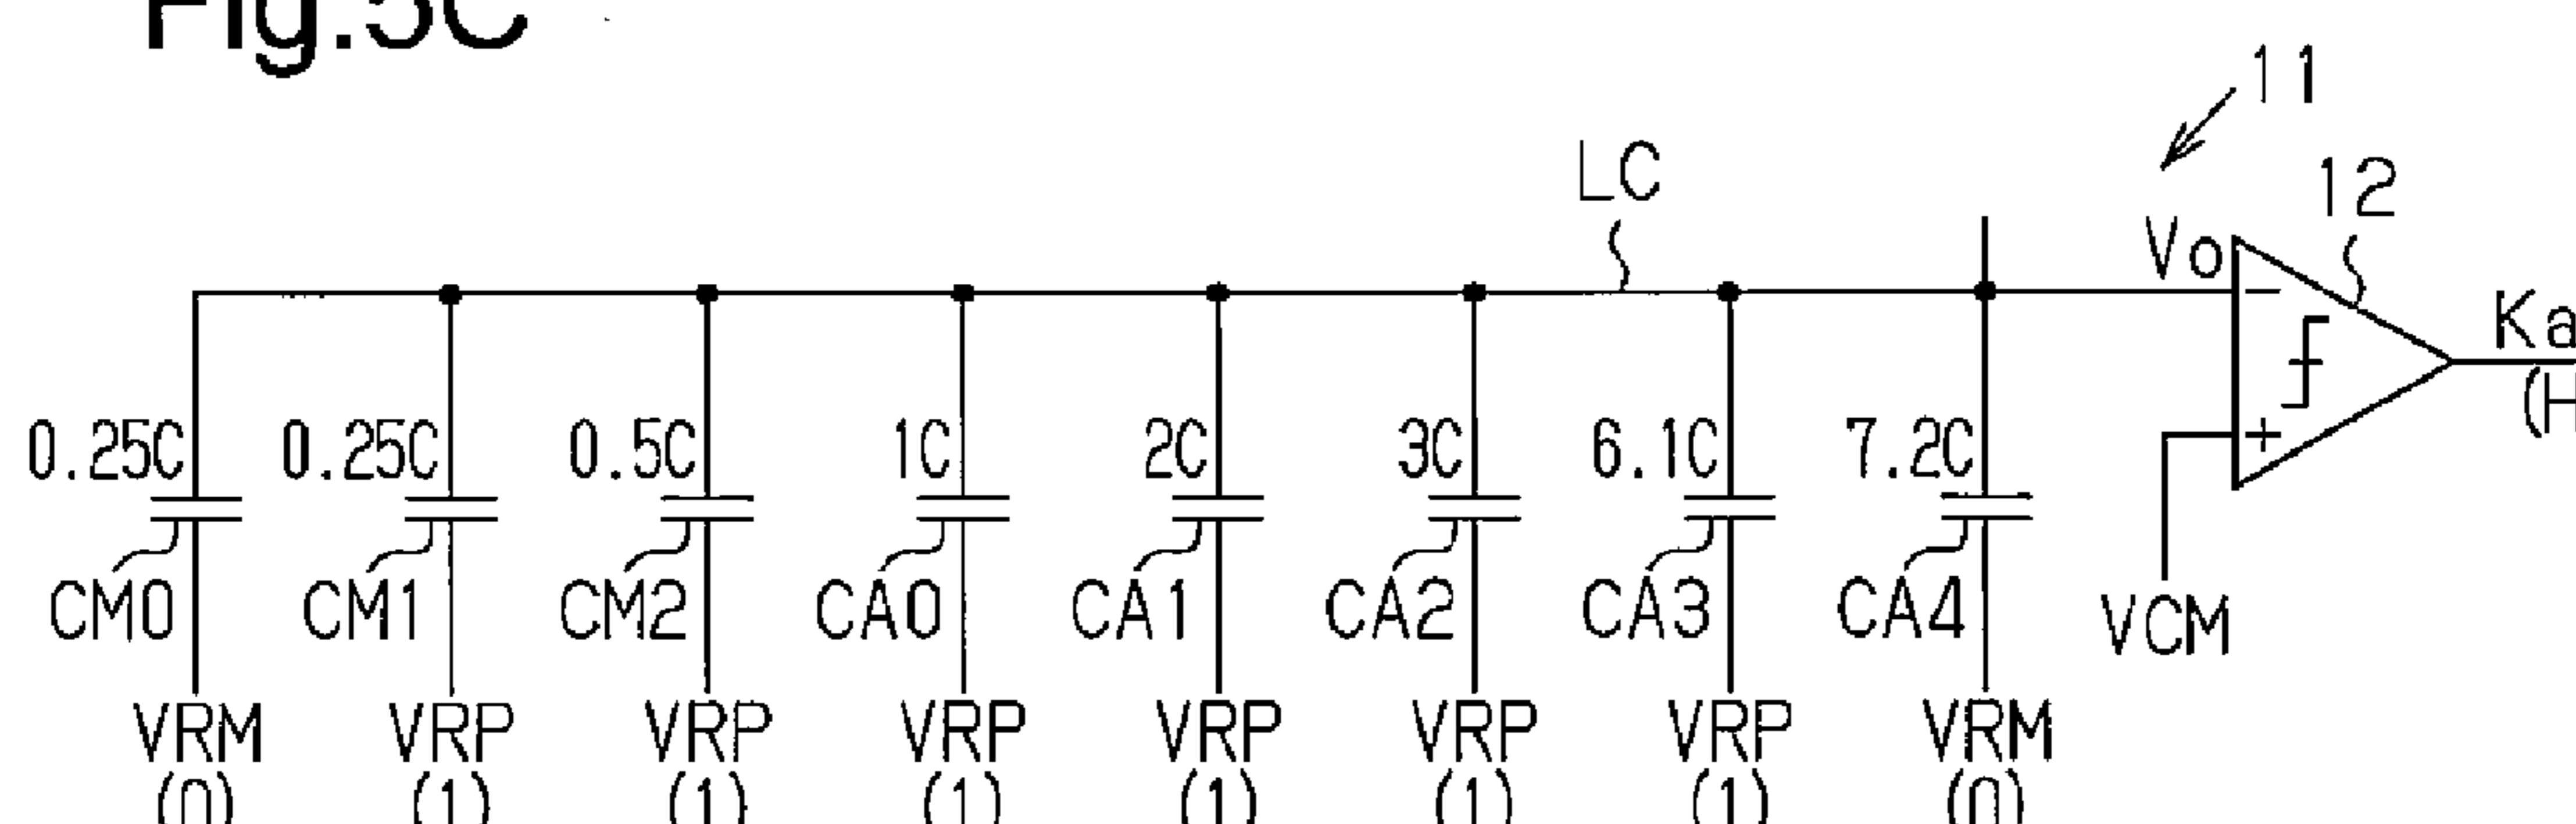 Fig.5C
11
LC
12
Vo
−
Ka
(H
0.25C 0.25C 0.5C 1C 2C 3C 6.1C 7.2C
+
CM0 CM1 CM2 CA0 CA1 CA2 CA3 CA4 VCM
VRM VRP VRP VRP VRP VRP VRP VRM
(0) (1) (1) (1) (1) (1) (1) (0)